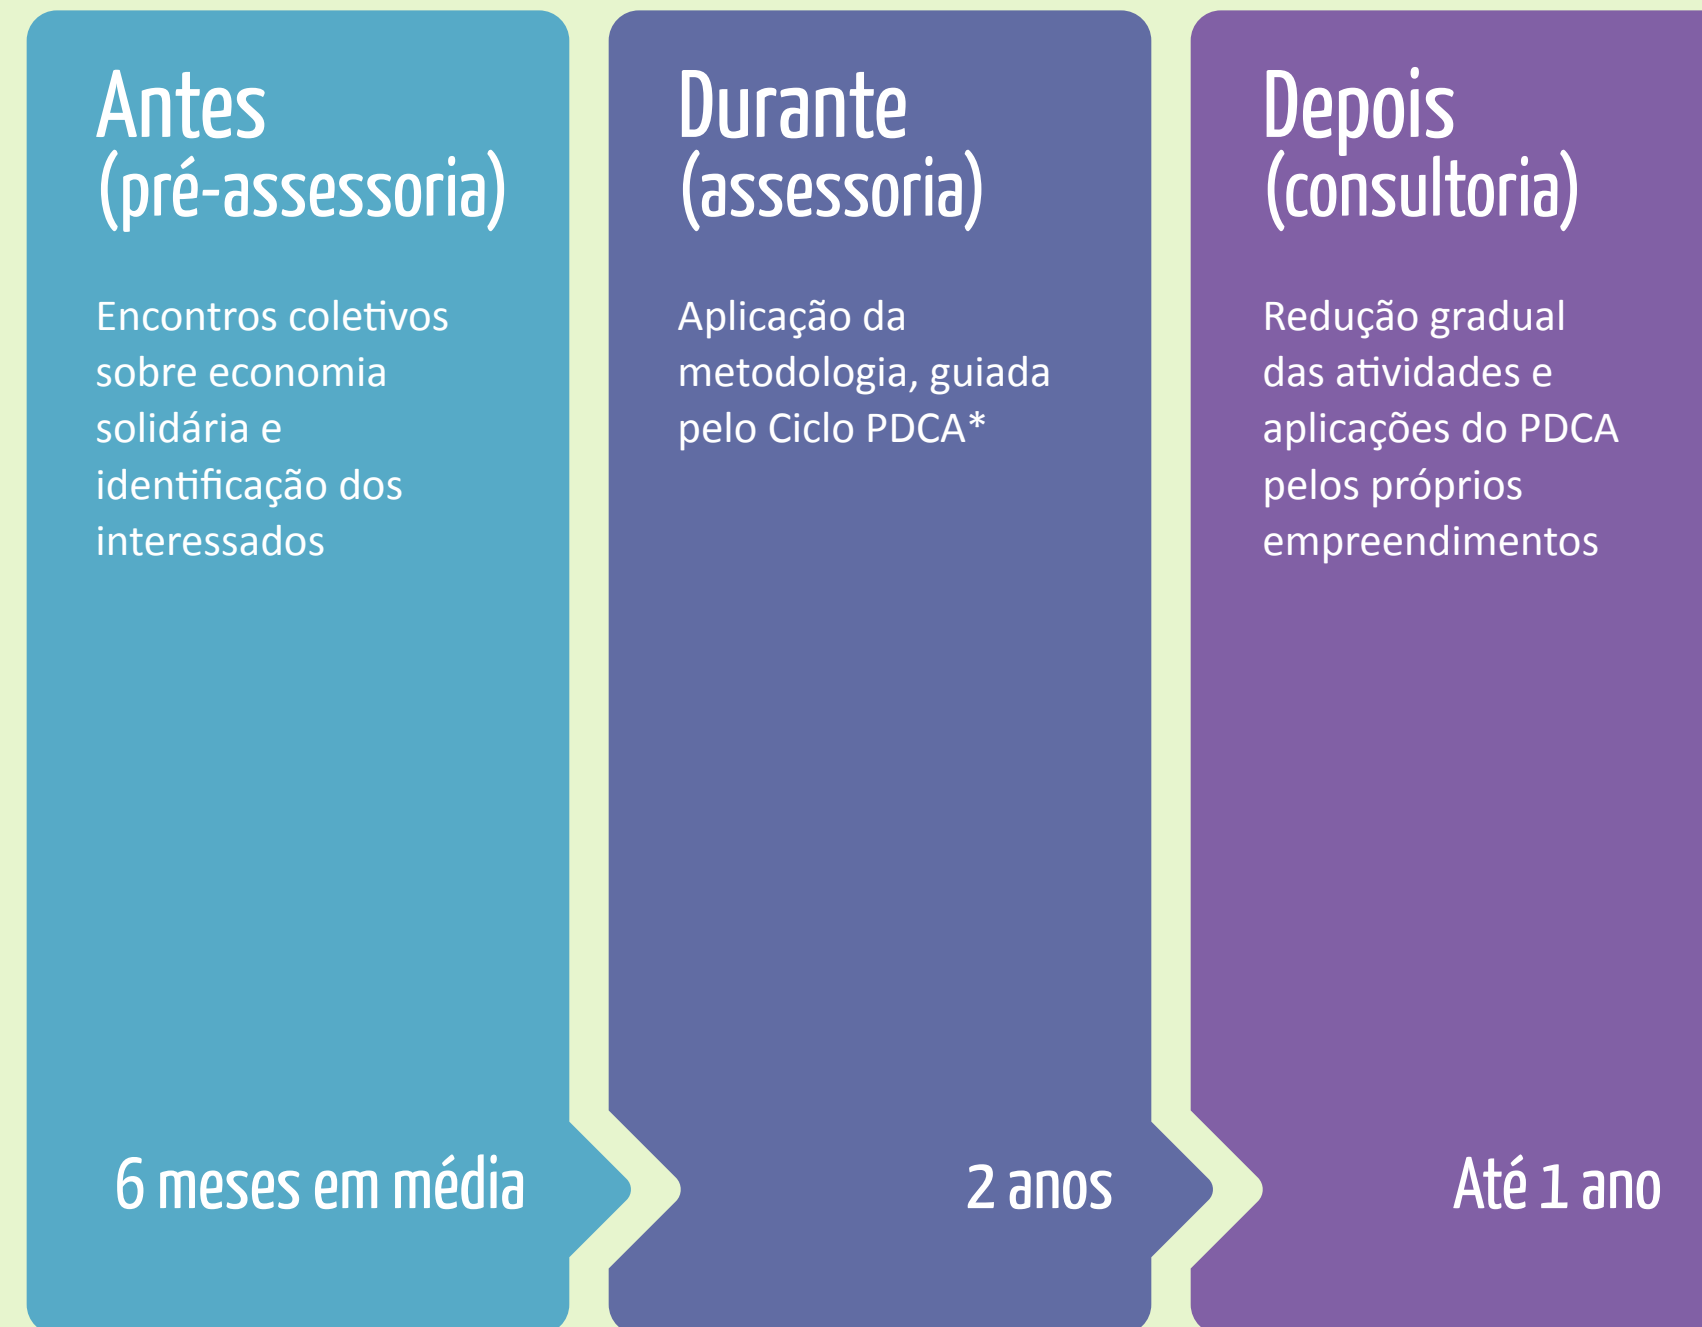 Antes
(pré-assessoria)
Encontros coletivos
sobre economia
solidária e
identificação dos
interessados
6 meses em média
Durante
(assessoria)
Aplicação da
metodologia, guiada
pelo Ciclo PDCA*
2 anos
Depois
(consultoria)
Redução gradual
das atividades e
aplicações do PDCA
pelos próprios
empreendimentos
Até 1 ano